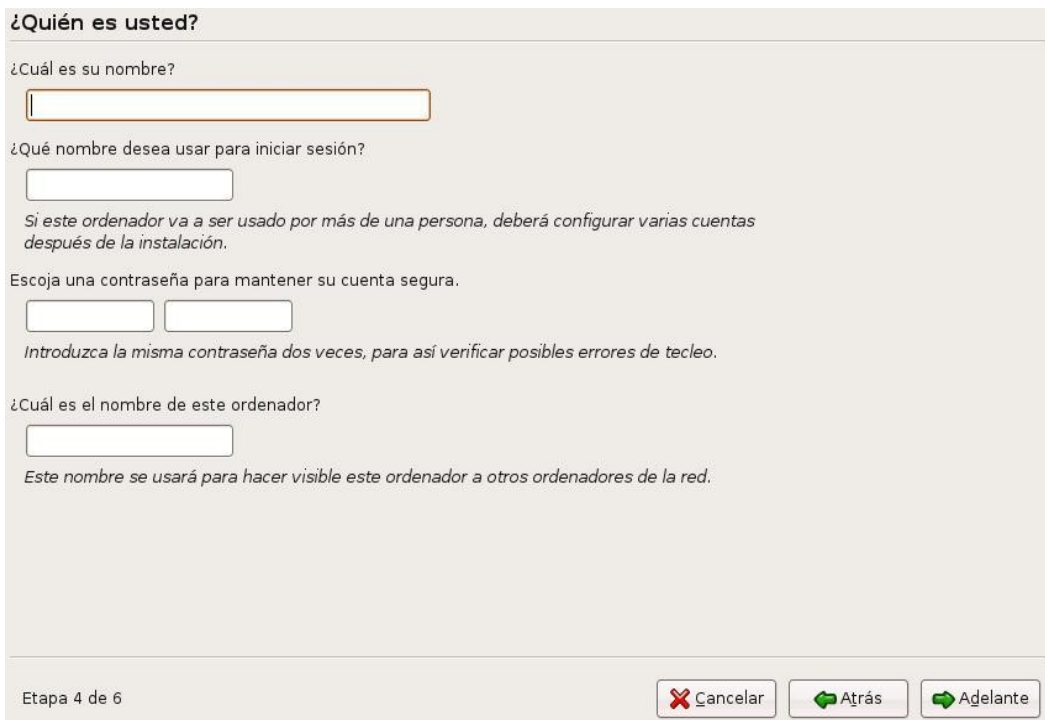 ¿Quién es usted?
¿Cuál es su nombre?
¿Qué nombre desea usar para iniciar sesión?
Si este ordenador va a ser usado por más de una persona, deberá configurar varias cuentas
después de la instalación.
Escoja una contraseña para mantener su cuenta segura.
Introduzca la misma contraseña dos veces, para así verificar posibles errores de tecleo.
¿Cuál es el nombre de este ordenador?
Este nombre se usará para hacer visible este ordenador a otros ordenadores de la red.
Etapa 4 de 6
Cancelar
Atrás
Adelante